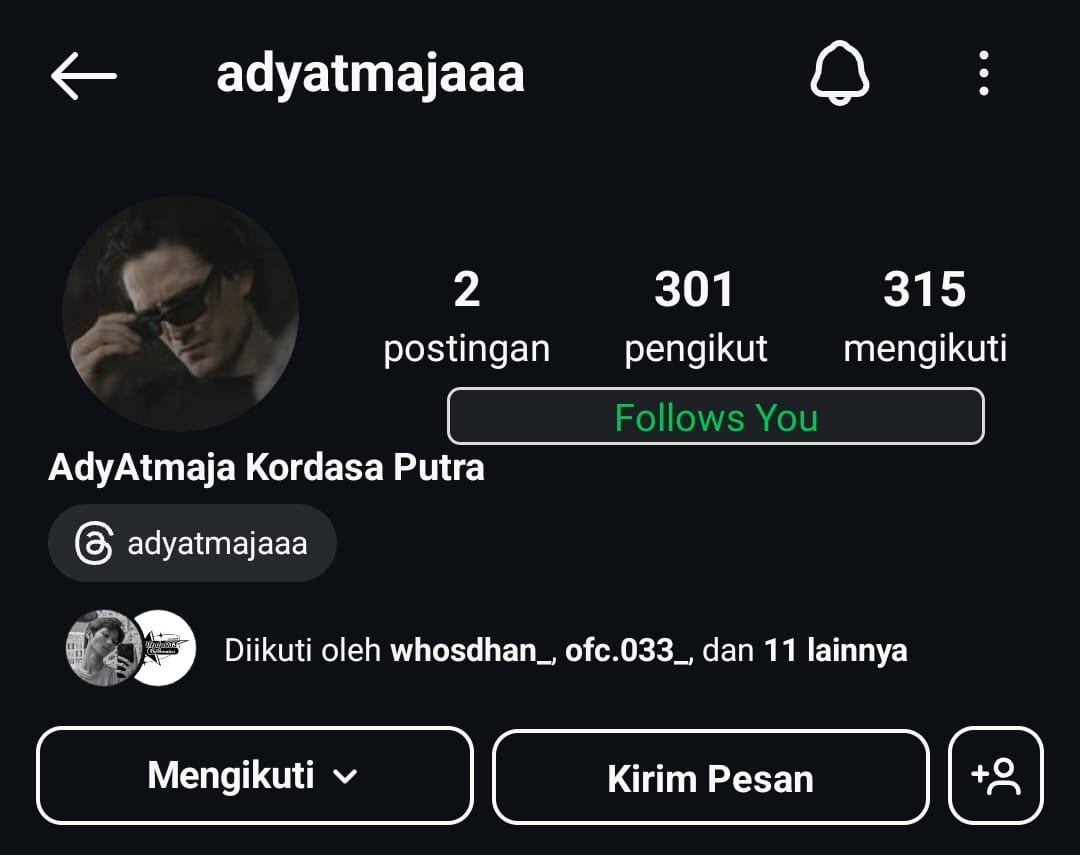 adyatmajaaa
2 301 315
postingan pengikut mengikuti
Follows You
AdyAtmaja Kordasa Putra
adyatmajaaa
Diikuti oleh whosdhan_, ofc.033_, dan 11 lainnya
Mengikuti
Kirim Pesan